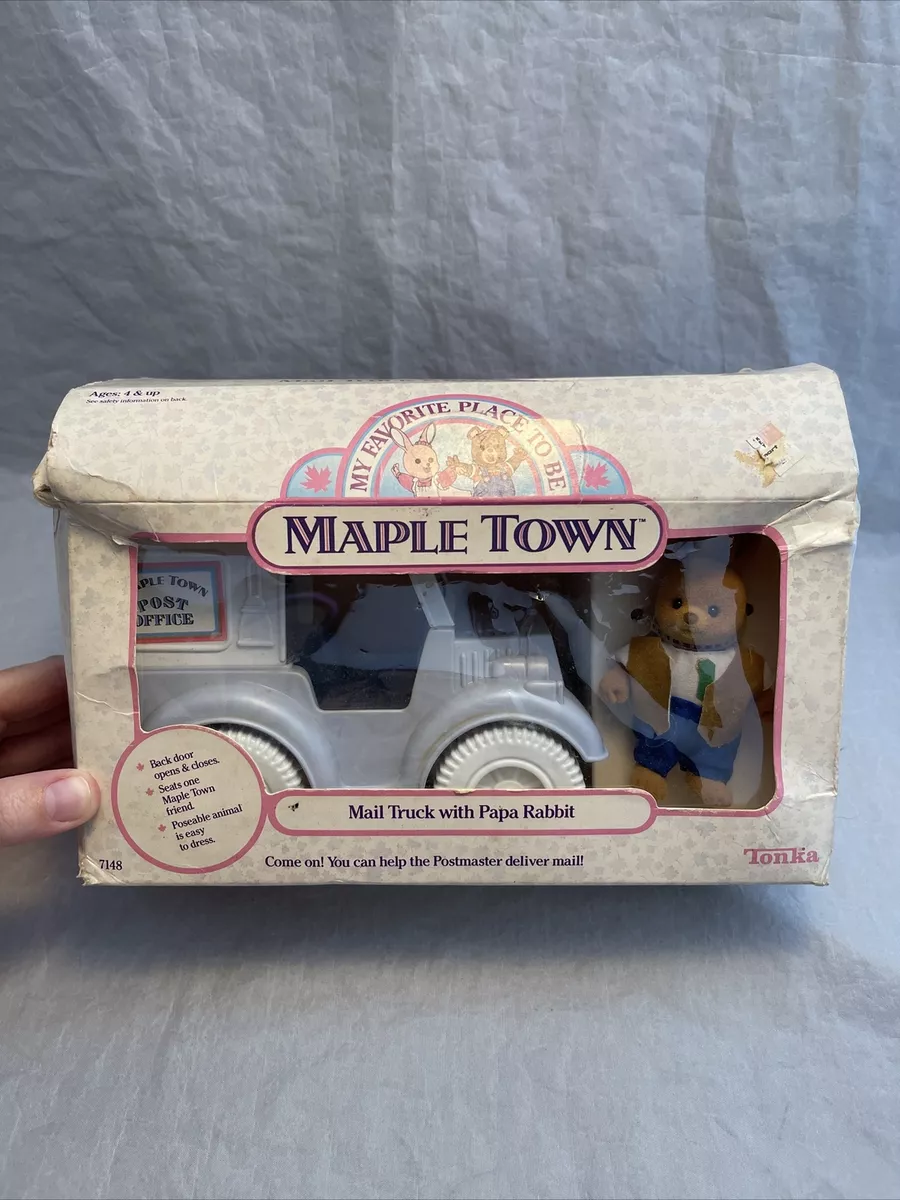 Ages: 4 & up
See safety information on back.
MY FAVORITE PLACE TO BE
MAPLE TOWN™
PLE TOWN
POST
OFFICE
Back door
opens & closes.
Seats one
Maple Town
friend.
Poseable animal
is easy
to dress.
Mail Truck with Papa Rabbit
7148
Come on! You can help the Postmaster deliver mail!
Tonka